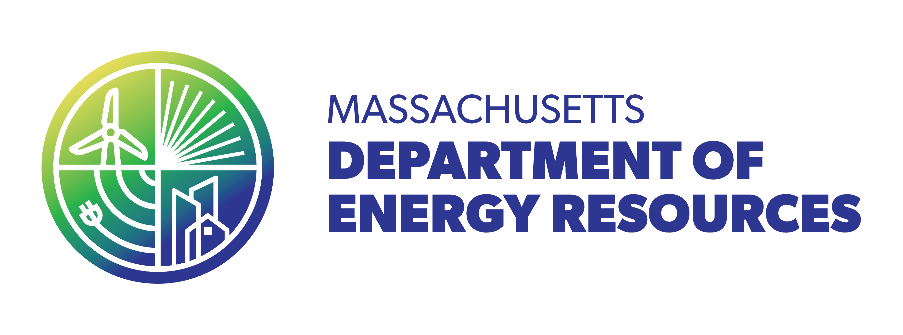 MASSACHUSETTS
DEPARTMENT OF
ENERGY RESOURCES